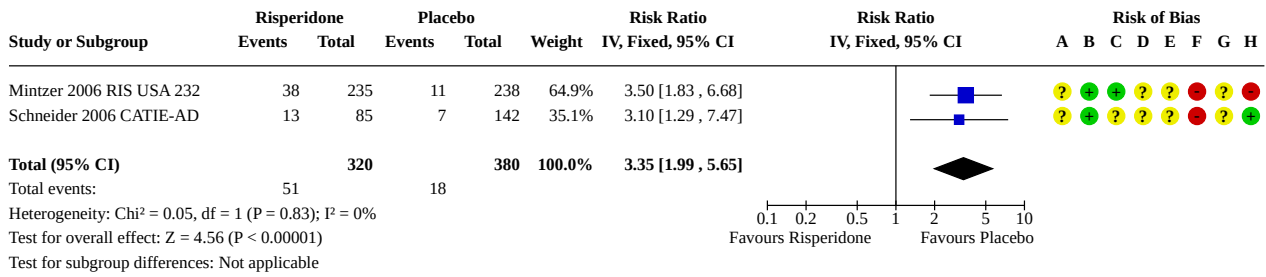 Risperidone Placebo Risk Ratio Risk Ratio Risk of Bias
Study or Subgroup Events Total Events Total Weight IV, Fixed, 95% CI IV, Fixed, 95% CI A B C D E F G H
Mintzer 2006 RIS USA 232 38 235 11 238 64.9% 3.50 [1.83 , 6.68] ? + + ? ? - ? -
Schneider 2006 CATIE-AD 13 85 7 142 35.1% 3.10 [1.29 , 7.47] ? + ? ? ? - ? +
Total (95% CI) 320 380 100.0% 3.35 [1.99 , 5.65]
Total events: 51 18
Heterogeneity: Chi² = 0.05, df = 1 (P = 0.83); I² = 0%
0.1 0.2 0.5 1 2 5 10
Test for overall effect: Z = 4.56 (P < 0.00001)
Favours Risperidone Favours Placebo
Test for subgroup differences: Not applicable